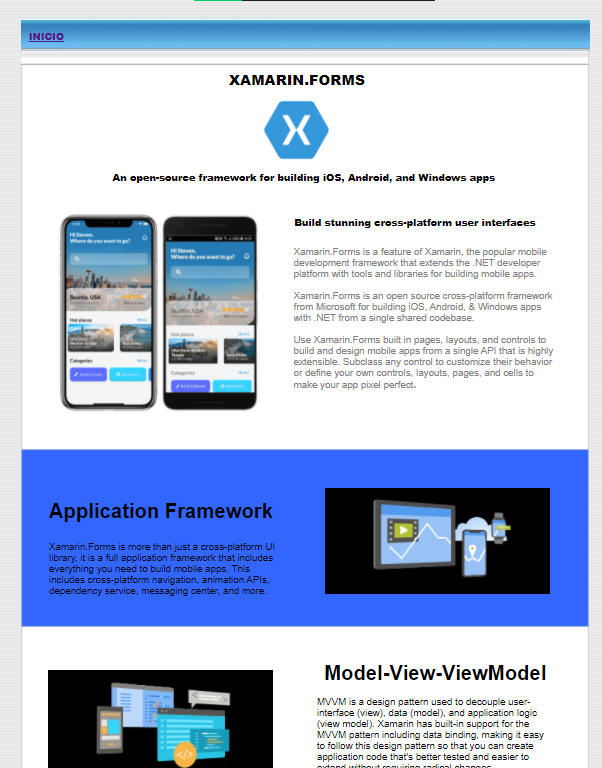 INICIO
XAMARIN.FORMS
An open-source framework for building iOS, Android, and Windows apps
Hi Steven,
Where do you want to go?
Seattle, USA
Hot places
Categories
Hi Steven,
Where do you want to go?
Seattle, USA
Hot places
Categories
Build stunning cross-platform user interfaces
Xamarin.Forms is a feature of Xamarin, the popular mobile
development framework that extends the .NET developer
platform with tools and libraries for building mobile apps.
Xamarin.Forms is an open source cross-platform framework
from Microsoft for building iOS, Android, & Windows apps
with .NET from a single shared codebase.
Use Xamarin.Forms built in pages, layouts, and controls to
build and design mobile apps from a single API that is highly
extensible. Subclass any control to customize their behavior
or define your own controls, layouts, pages, and cells to
make your app pixel perfect.
Application Framework
Xamarin.Forms is more than just a cross-platform UI
library, it is a full application framework that includes
everything you need to build mobile apps. This
includes cross-platform navigation, animation APIs,
dependency service, messaging center, and more.
Model-View-ViewModel
MVVM is a design pattern used to decouple user-
interface (view), data (model), and application logic
(view model). Xamarin has built-in support for the
MVVM pattern including data binding, making it easy
to follow this design pattern so that you can create
application code that's better tested and easier to
extend without requiring radical changes.